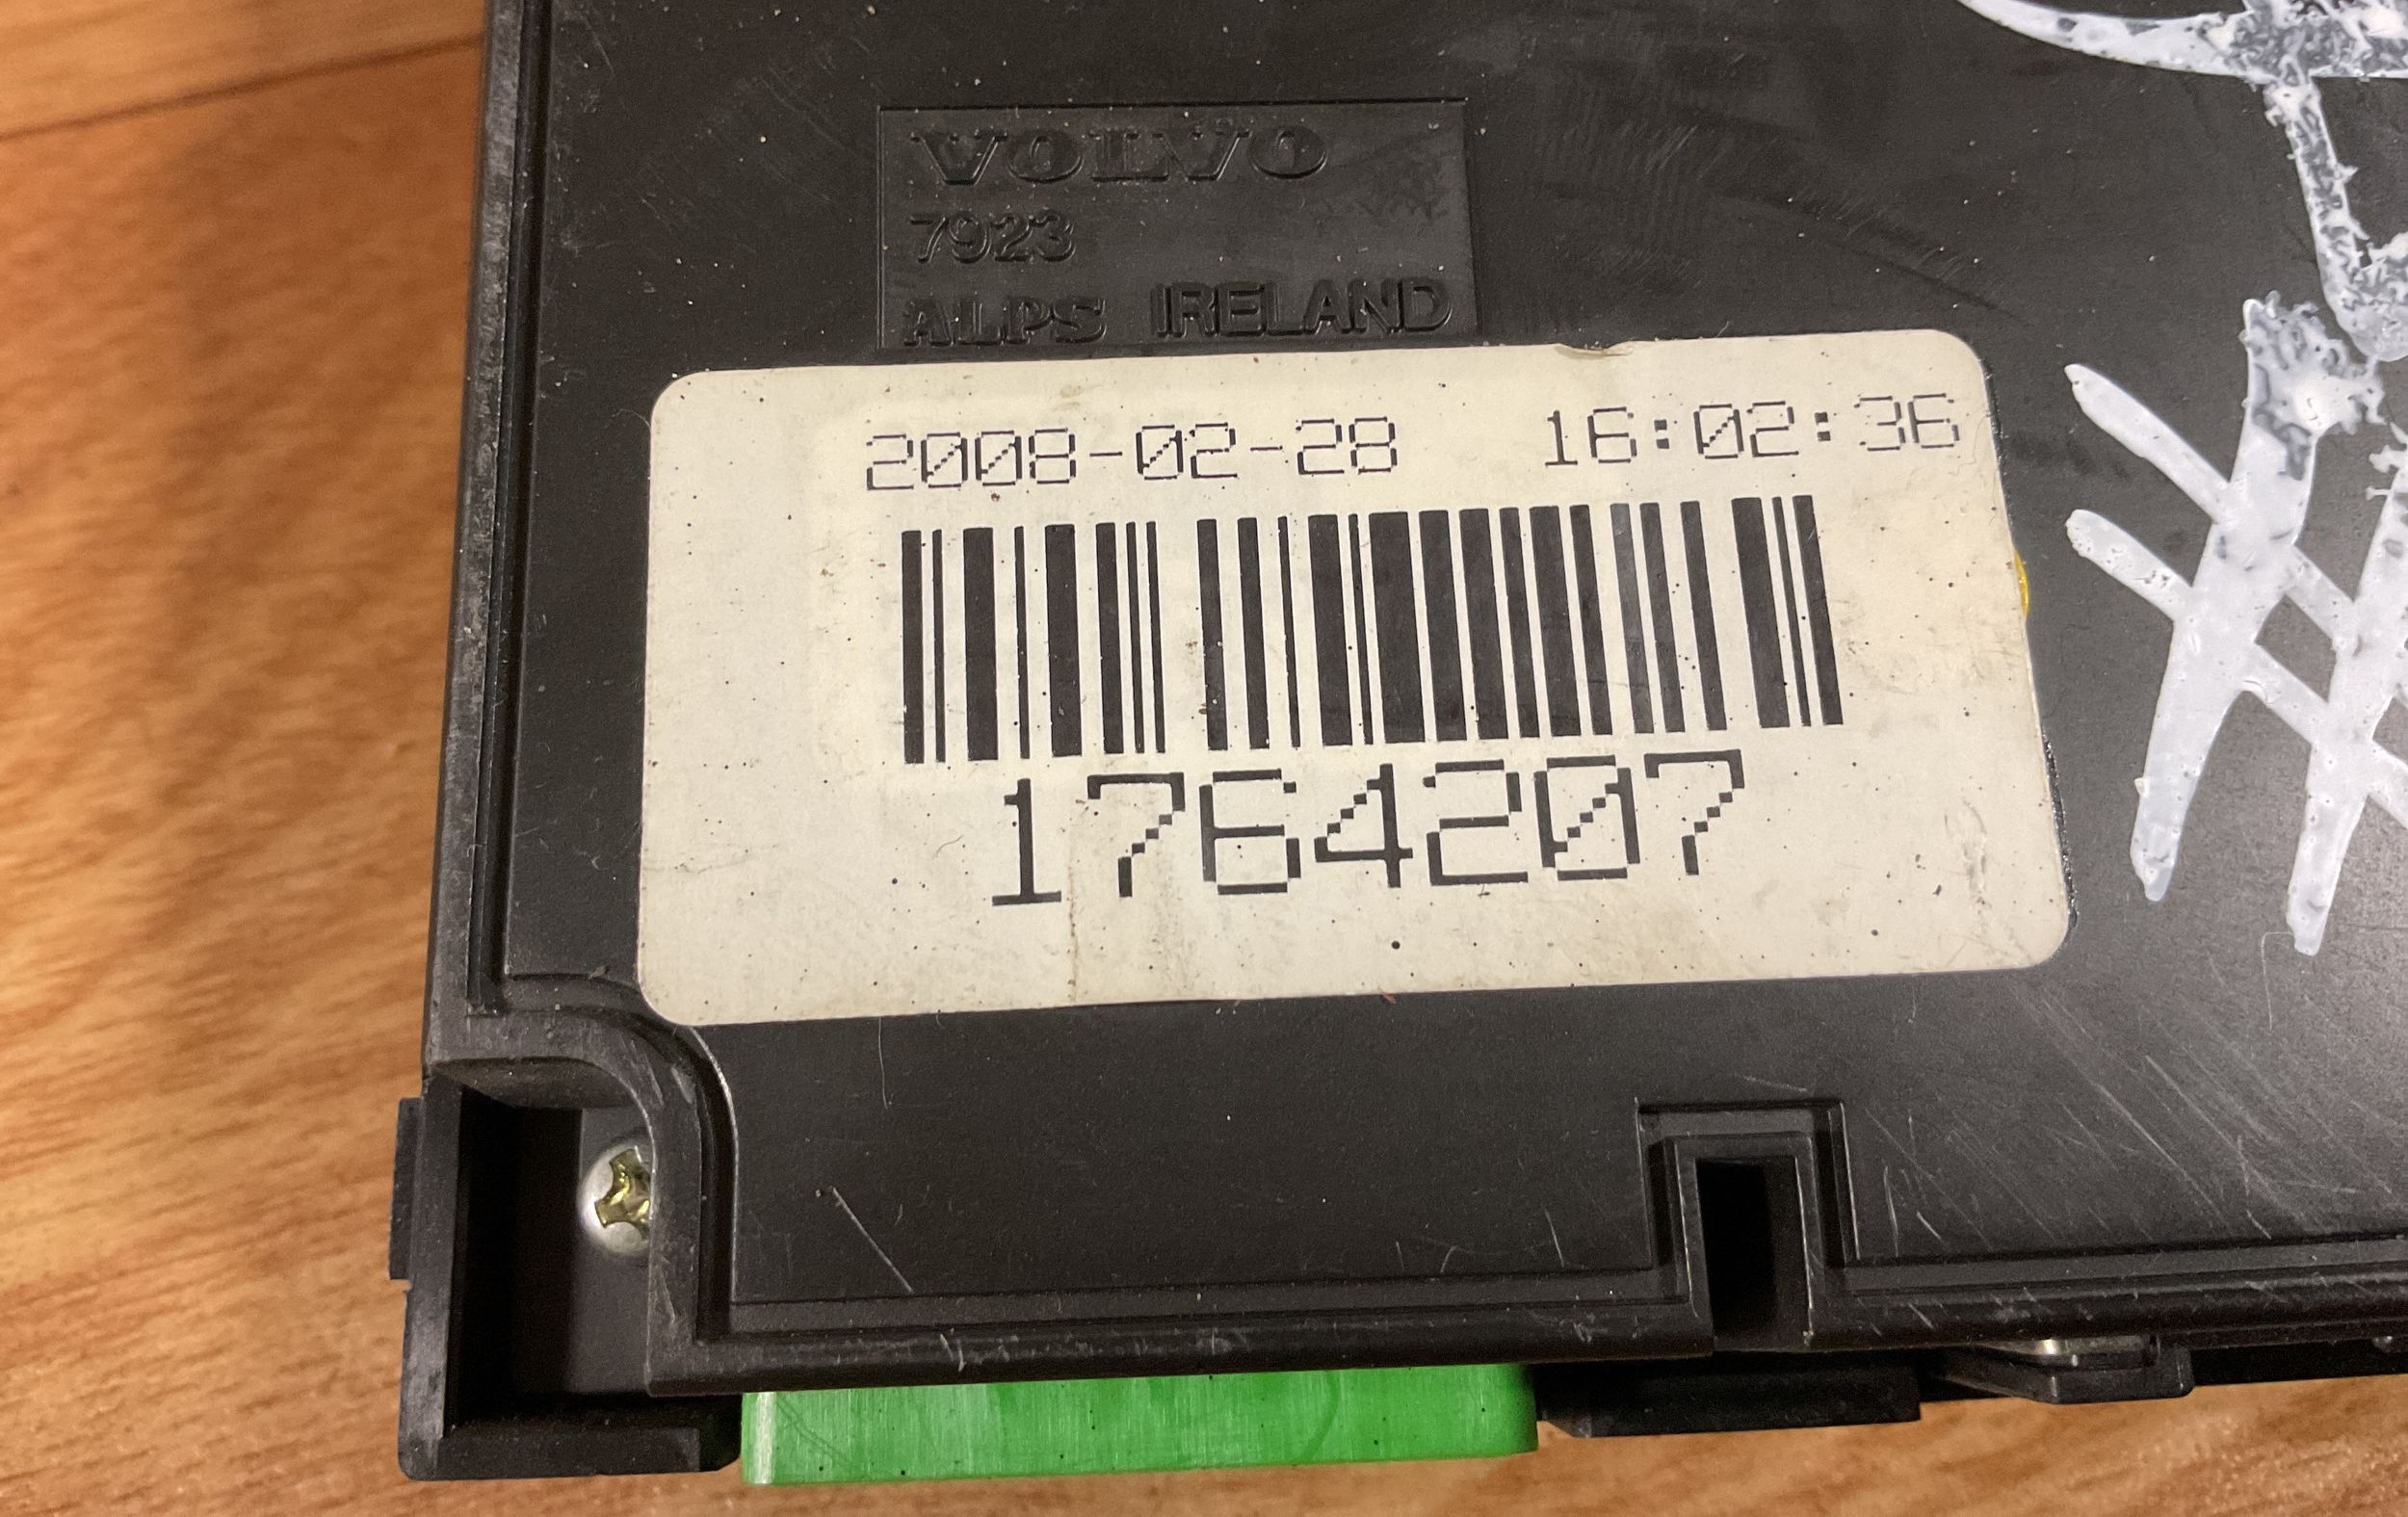 VOLVO
7923
ALPS IRELAND
2008-02-28 16:02:36
1764207